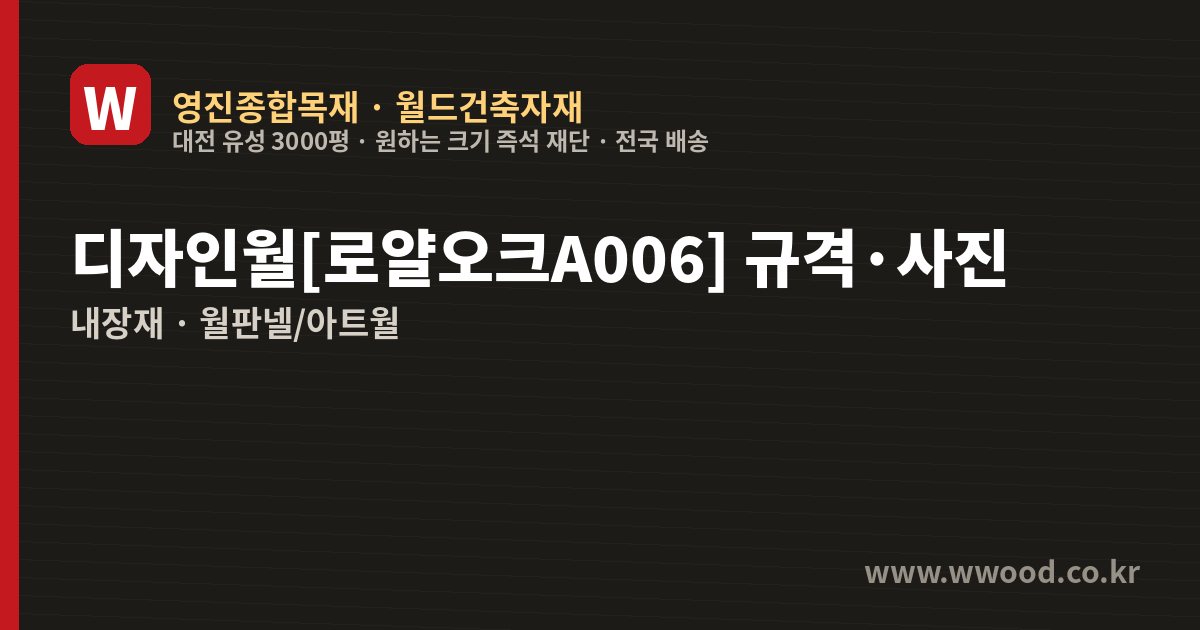 W
영진종합목재 · 월드건축자재
대전 유성 3000평 · 원하는 크기 즉석 재단 · 전국 배송
디자인월[로얄오크A006] 규격·사진
내장재 · 월판넬/아트월
www.wwood.co.kr